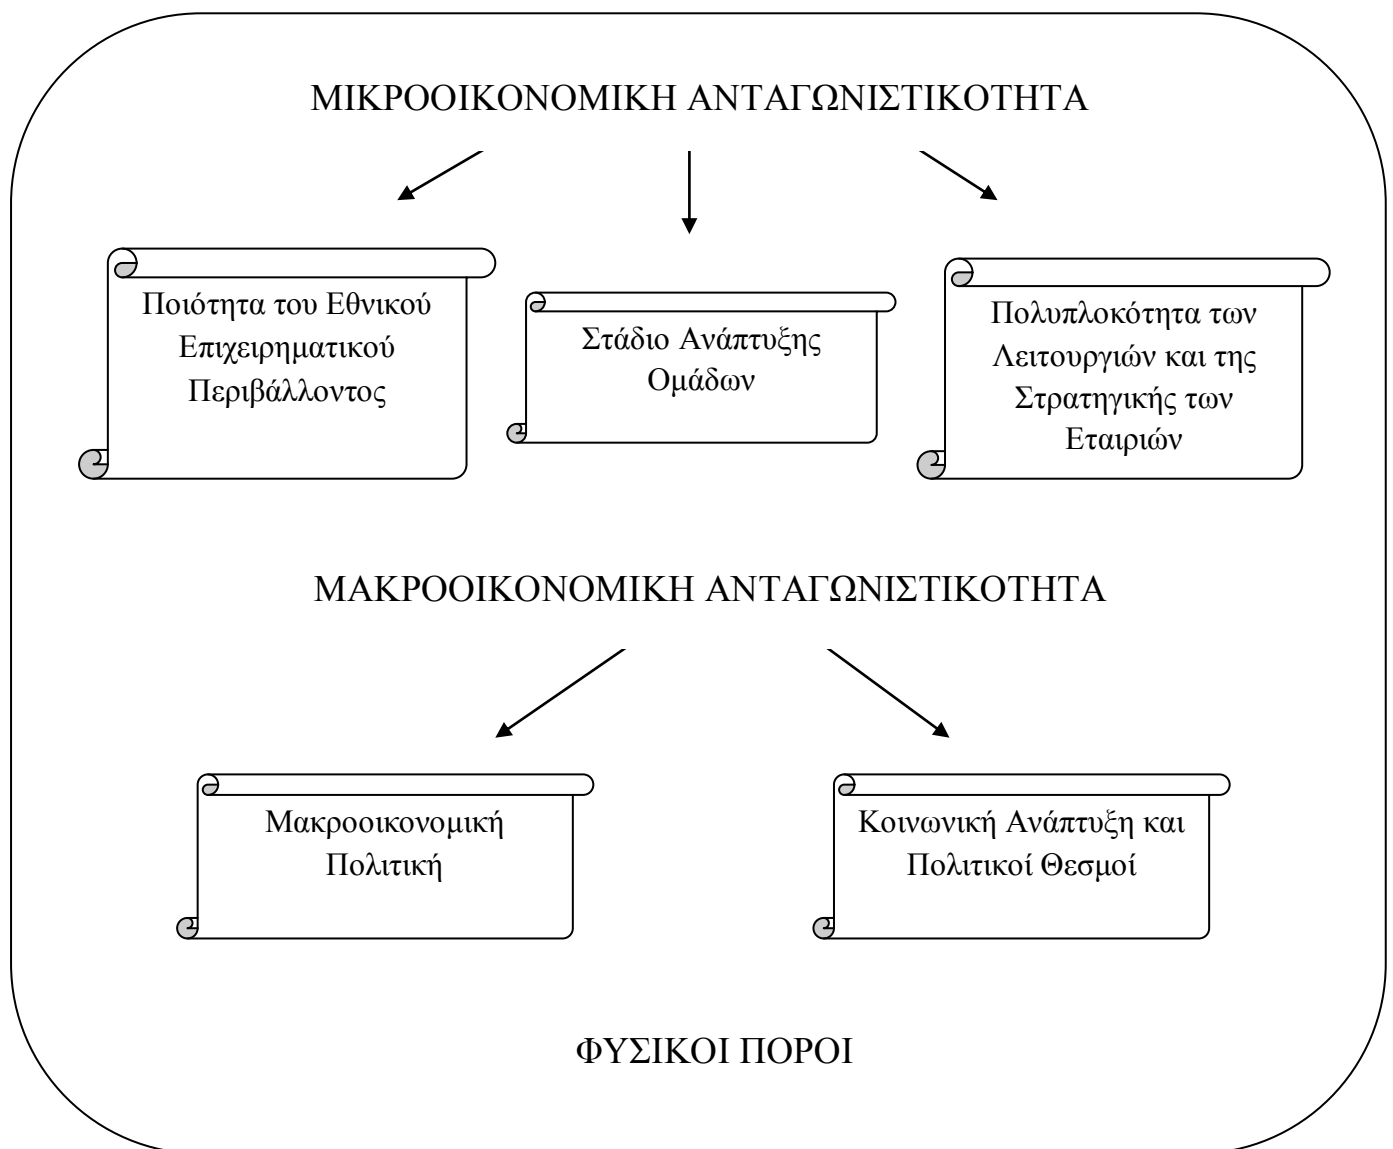 ΜΙΚΡΟΟΙΚΟΝΟΜΙΚΗ ΑΝΤΑΓΩΝΙΣΤΙΚΟΤΗΤΑ
Ποιότητα του Εθνικού
Επιχειρηματικού
Περιβάλλοντος
Στάδιο Ανάπτυξης
Ομάδων
Πολυπλοκότητα των
Λειτουργιών και της
Στρατηγικής των
Εταιριών
ΜΑΚΡΟΟΙΚΟΝΟΜΙΚΗ ΑΝΤΑΓΩΝΙΣΤΙΚΟΤΗΤΑ
Μακροοικονομική
Πολιτική
Κοινωνική Ανάπτυξη και
Πολιτικοί Θεσμοί
ΦΥΣΙΚΟΙ ΠΟΡΟΙ